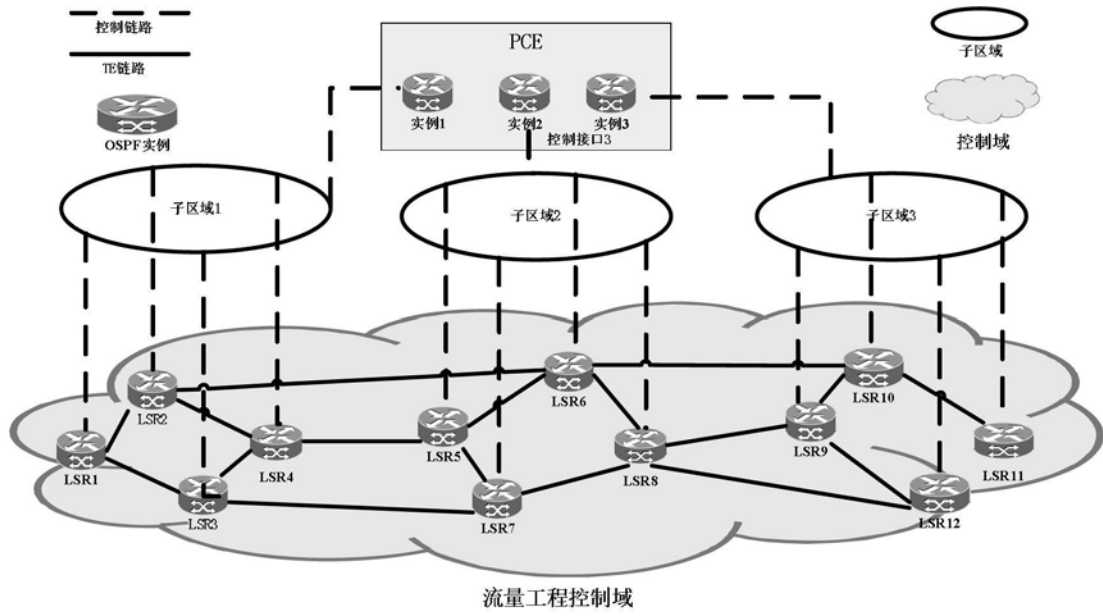 控制链路
TE链路
OSPF实例
PCE
实例1
实例2
实例3
控制接口3
子区域
控制域
子区域1
子区域2
子区域3
LSR1
LSR2
LSR3
LSR4
LSR5
LSR6
LSR7
LSR8
LSR9
LSR10
LSR11
LSR12
流量工程控制域